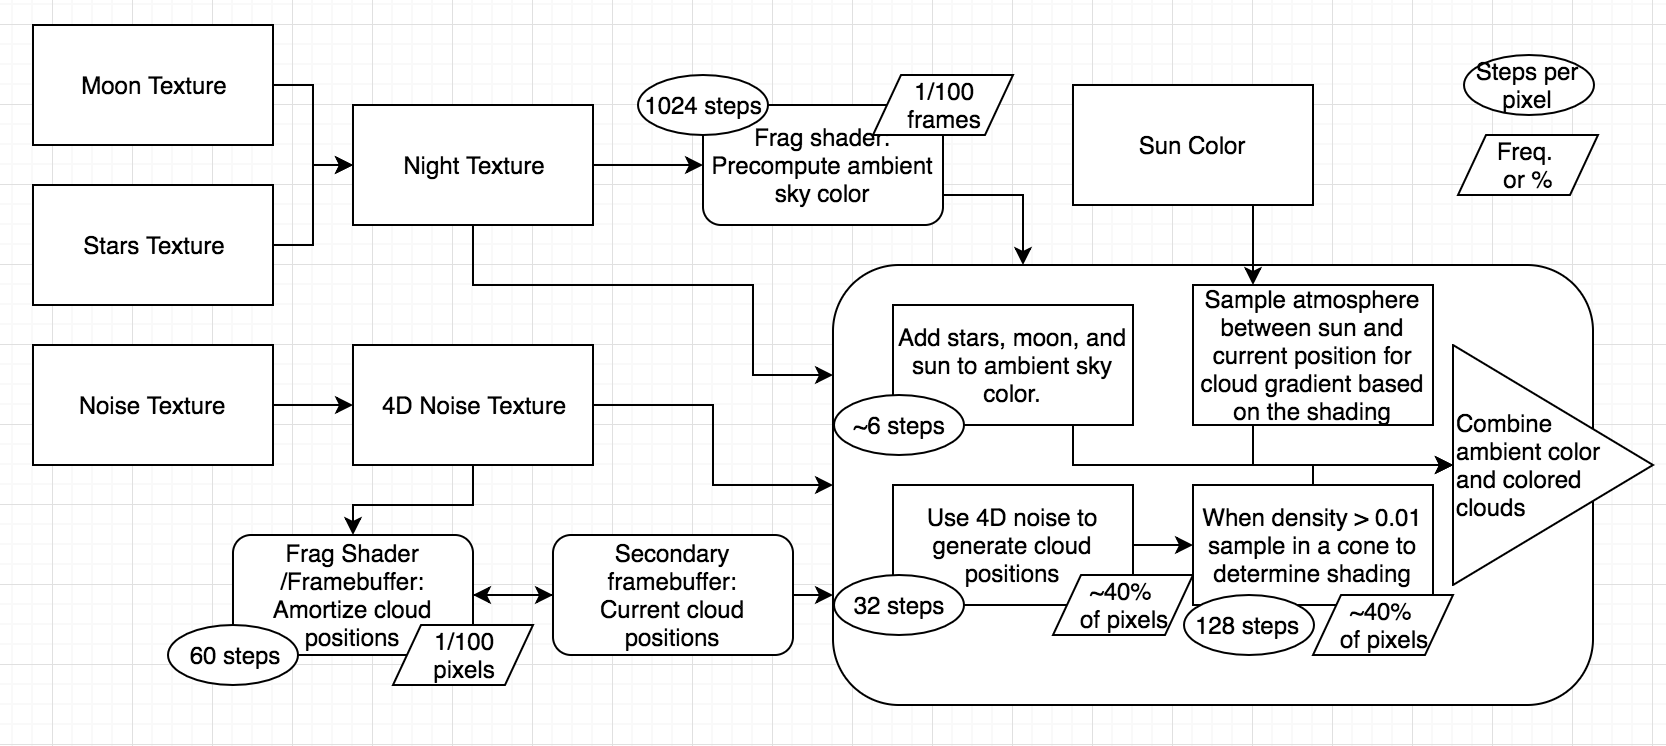 Moon Texture
Stars Texture
Night Texture
1024 steps
1/100
frames
Frag shader:
Precompute ambient
sky color
Sun Color
Steps per
pixel
Freq.
or %
Noise Texture
4D Noise Texture
Add stars, moon, and
sun to ambient sky
color.
~6 steps
Sample atmosphere
between sun and
current position for
cloud gradient based
on the shading
Combine
ambient color
and colored
clouds
Frag Shader
/Framebuffer:
Amortize cloud
positions
60 steps
1/100
pixels
Secondary
framebuffer:
Current cloud
positions
Use 4D noise to
generate cloud
positions
32 steps
~40%
of pixels
When density > 0.01
sample in a cone to
determine shading
128 steps
~40%
of pixels